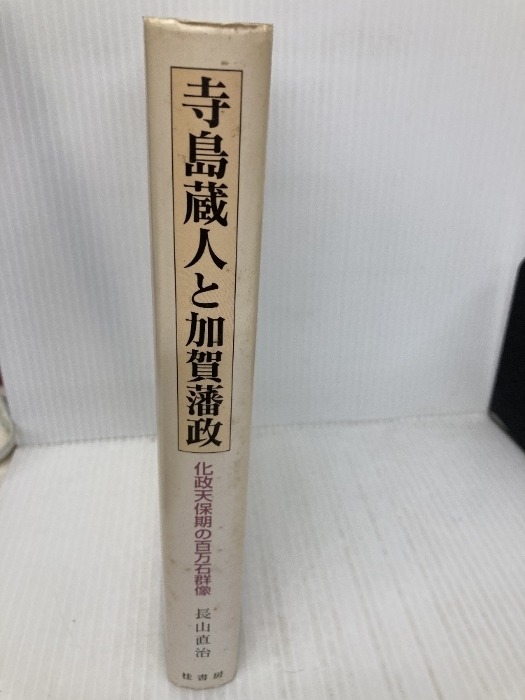 寺島蔵人と加賀藩政
化政天保期の百万石群像
長山直治
桂書房